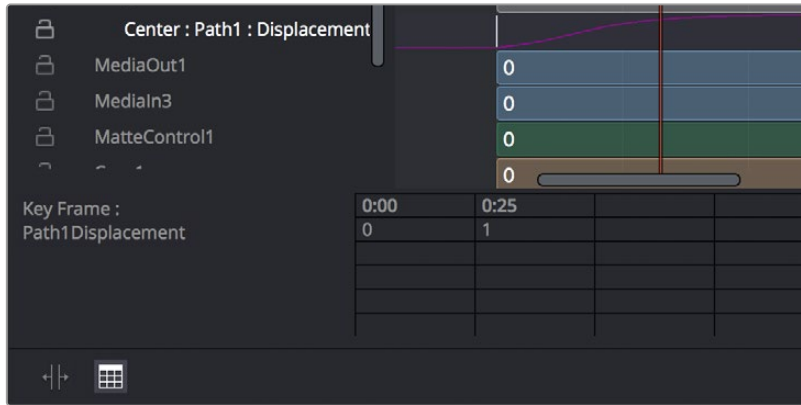 Center : Path1 : Displacement
MediaOut1
0
MediaIn3
0
MatteControl1
0
0
Key Frame :
0:00
0:25
Path1Displacement
0
1